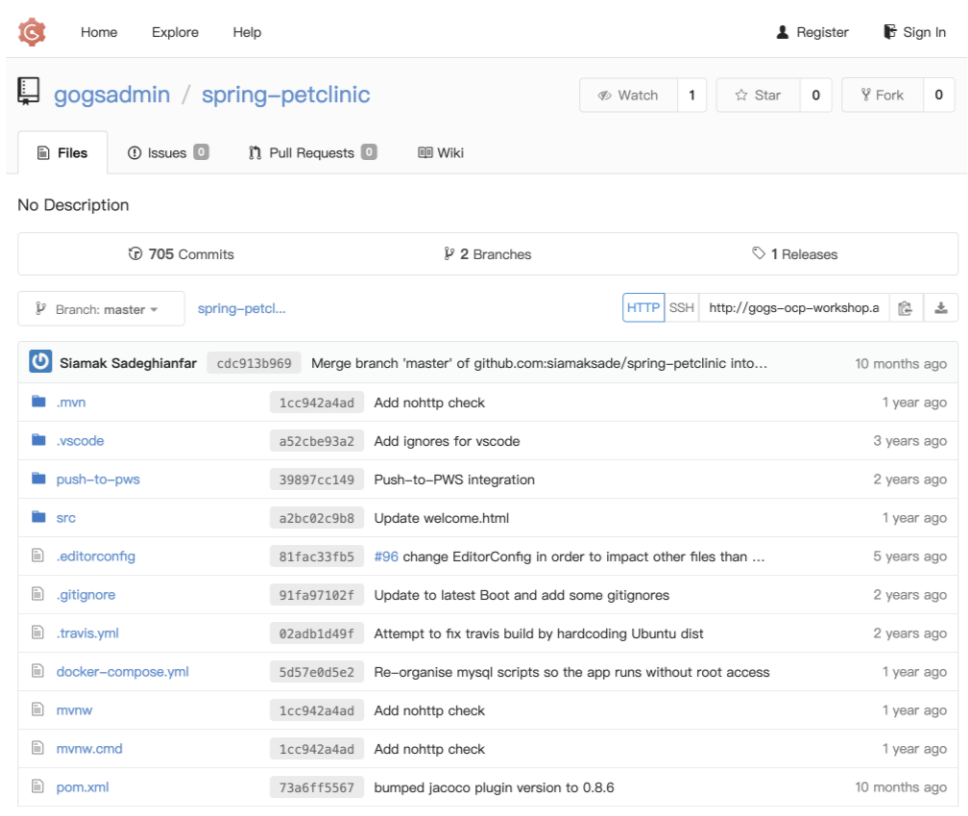 Home Explore Help Register Sign In
gogsadmin / spring-petclinic Watch 1 Star 0 Fork 0
Files Issues 0 Pull Requests 0 Wiki
No Description
705 Commits 2 Branches 1 Releases
Branch: master spring-petcl... HTTP SSH http://gogs-ocp-workshop.a
Siamak Sadeghianfar cdc913b969 Merge branch 'master' of github.com:siamaksade/spring-petclinic into... 10 months ago
.mvn 1cc942a4ad Add nohttp check 1 year ago
.vscode a52cbe93a2 Add ignores for vscode 3 years ago
push-to-pws 39897cc149 Push-to-PWS integration 2 years ago
src a2bc02c9b8 Update welcome.html 1 year ago
.editorconfig 81fac33fb5 #96 change EditorConfig in order to impact other files than ... 5 years ago
.gitignore 91fa97102f Update to latest Boot and add some gitignores 2 years ago
.travis.yml 02adb1d49f Attempt to fix travis build by hardcoding Ubuntu dist 2 years ago
docker-compose.yml 5d57e0d5e2 Re-organise mysql scripts so the app runs without root access 1 year ago
mvnw 1cc942a4ad Add nohttp check 1 year ago
mvnw.cmd 1cc942a4ad Add nohttp check 1 year ago
pom.xml 73a6ff5567 bumped jacoco plugin version to 0.8.6 10 months ago